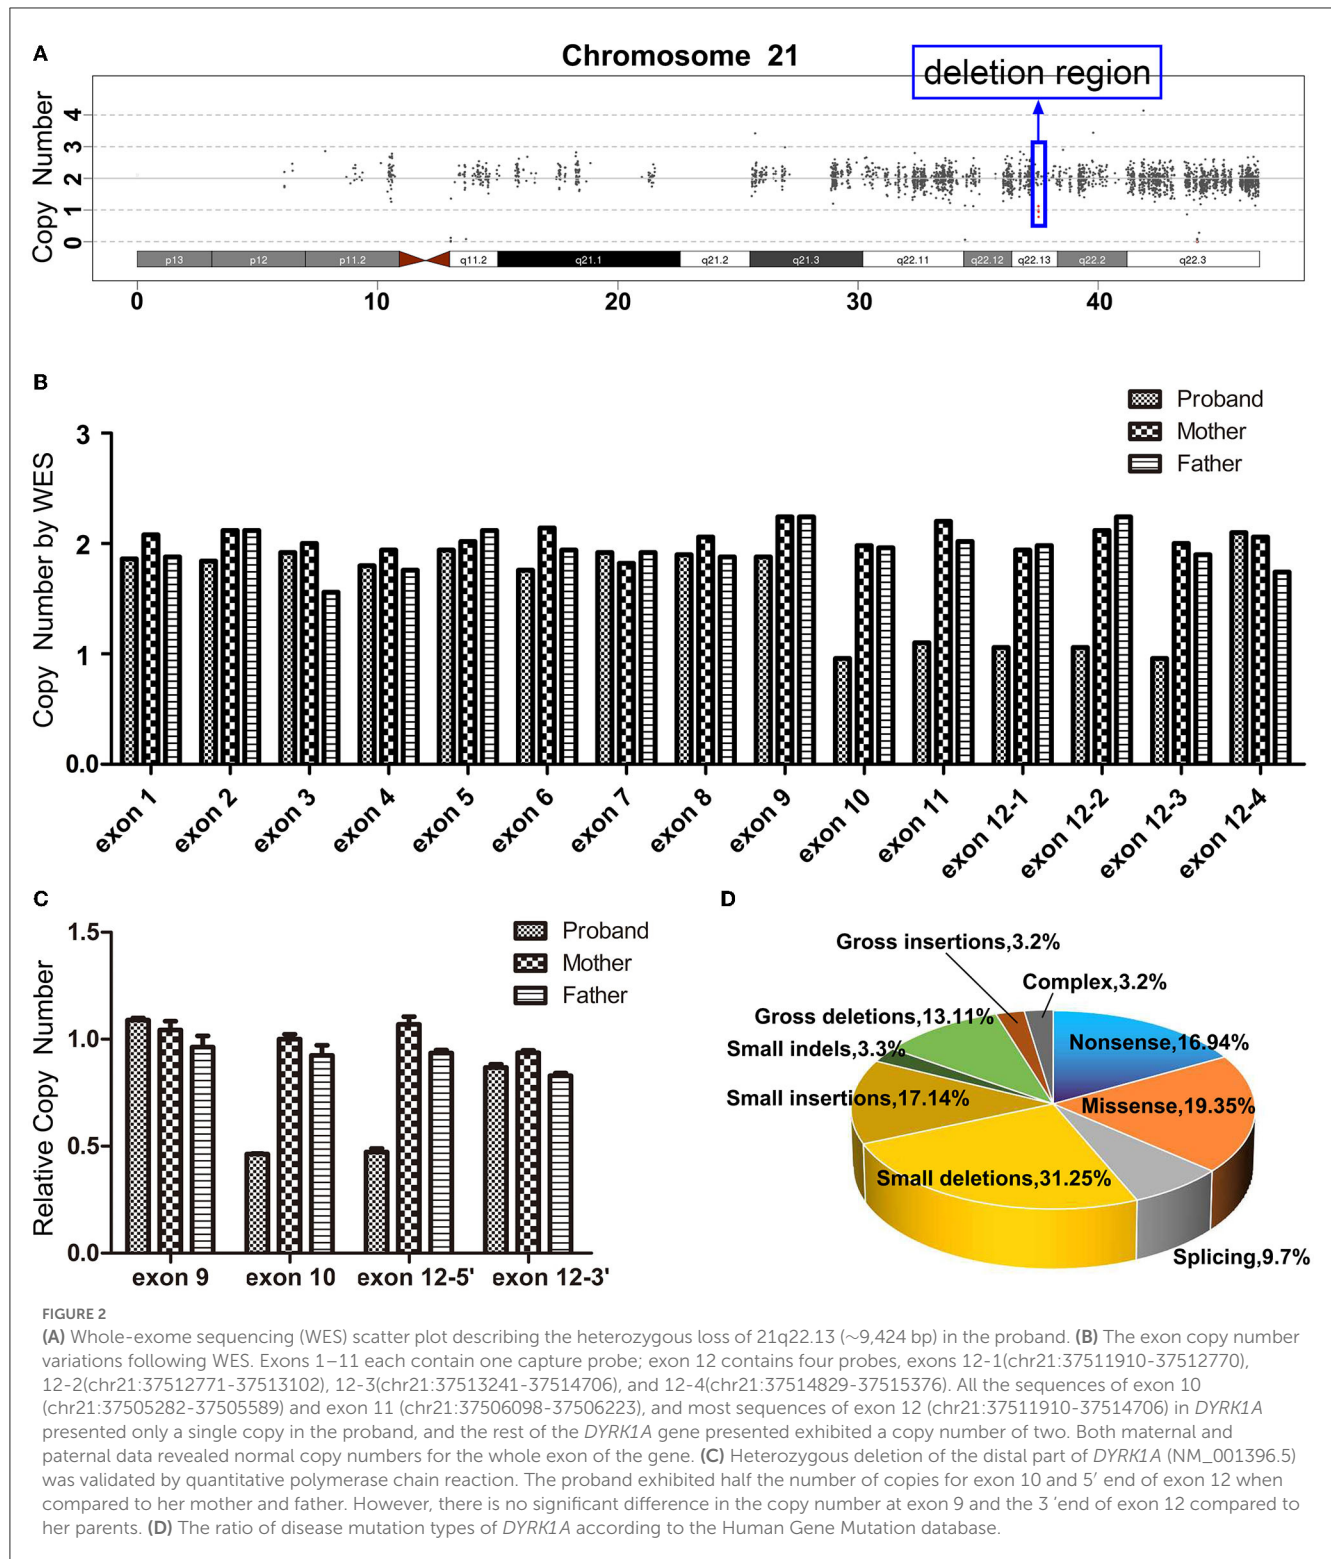 A
Chromosome 21
deletion region
Copy Number
4
3
2
1
0
p13 p12 p11.2 q11.2 q21.1 q21.2 q21.3 q22.11 q22.12 q22.13 q22.2 q22.3
0 10 20 30 40
B
Proband
Mother
Father
Copy Number by WES
3
2
1
0.0
exon 1 exon 2 exon 3 exon 4 exon 5 exon 6 exon 7 exon 8 exon 9 exon 10 exon 11 exon 12-1 exon 12-2 exon 12-3 exon 12-4
C
Proband
Mother
Father
Relative Copy Number
1.5
1.0
0.5
0.0
exon 9 exon 10 exon 12-5' exon 12-3'
D
Gross insertions,3.2%
Complex,3.2%
Gross deletions,13.11%
Nonsense,16.94%
Small indels,3.3%
Small insertions,17.14%
Missense,19.35%
Small deletions,31.25%
Splicing,9.7%
FIGURE 2
(A) Whole-exome sequencing (WES) scatter plot describing the heterozygous loss of 21q22.13 (∼9,424 bp) in the proband. (B) The exon copy number
variations following WES. Exons 1–11 each contain one capture probe; exon 12 contains four probes, exons 12-1(chr21:37511910-37512770),
12-2(chr21:37512771-37513102), 12-3(chr21:37513241-37514706), and 12-4(chr21:37514829-37515376). All the sequences of exon 10
(chr21:37505282-37505589) and exon 11 (chr21:37506098-37506223), and most sequences of exon 12 (chr21:37511910-37514706) in DYRK1A
presented only a single copy in the proband, and the rest of the DYRK1A gene presented exhibited a copy number of two. Both maternal and
paternal data revealed normal copy numbers for the whole exon of the gene. (C) Heterozygous deletion of the distal part of DYRK1A (NM_001396.5)
was validated by quantitative polymerase chain reaction. The proband exhibited half the number of copies for exon 10 and 5′ end of exon 12 when
compared to her mother and father. However, there is no significant difference in the copy number at exon 9 and the 3 ′end of exon 12 compared to
her parents. (D) The ratio of disease mutation types of DYRK1A according to the Human Gene Mutation database.